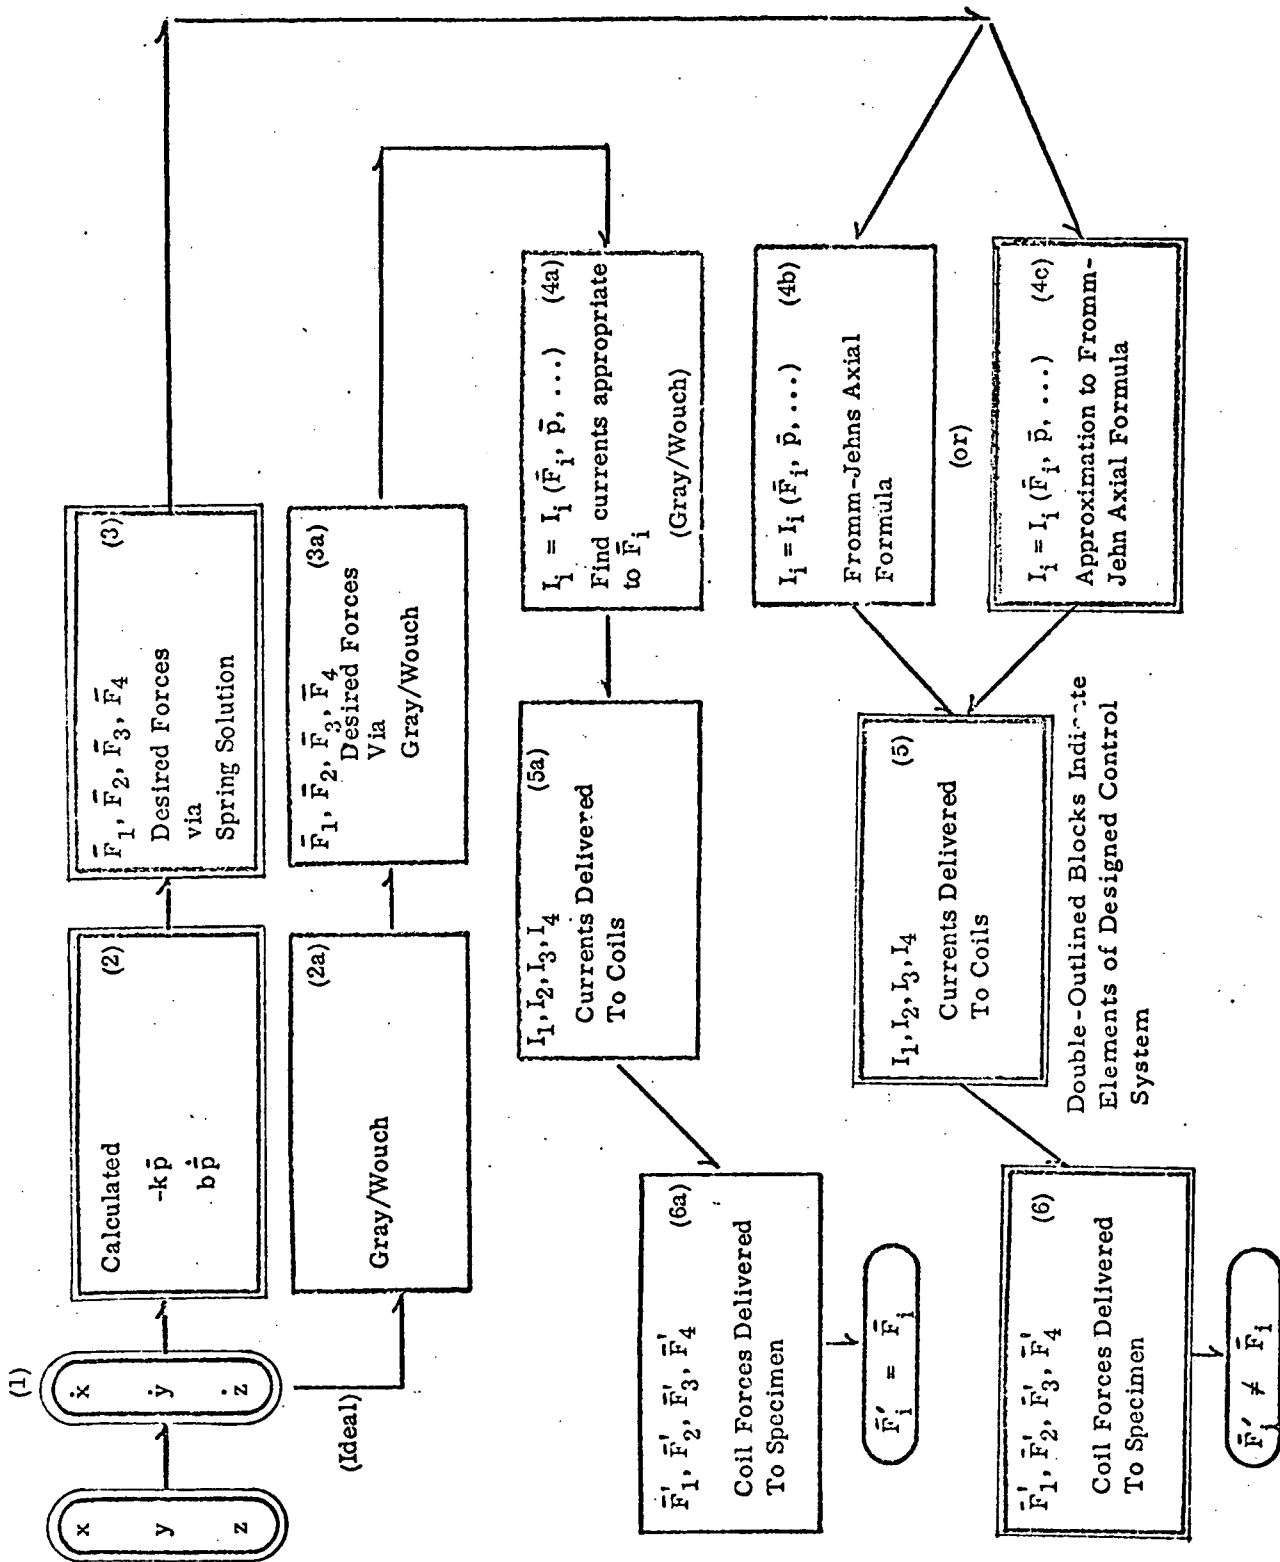 x
y
z
(1)
ẋ
ẏ
ż
(Ideal)
(2)
Calculated
-kp̄
bp̄̇
(2a)
Gray/Wouch
(3)
F̄₁, F̄₂, F̄₃, F̄₄
Desired Forces
via
Spring Solution
(3a)
F̄₁, F̄₂, F̄₃, F̄₄
Desired Forces
Via
Gray/Wouch
Iᵢ = Iᵢ (F̄ᵢ, p̄, ...) (4a)
Find currents appropriate
to F̄ᵢ
(Gray/Wouch)
Iᵢ = Iᵢ (F̄ᵢ, p̄, ...) (4b)
Fromm-Jehns Axial
Formula
(or)
Iᵢ = Iᵢ (F̄ᵢ, p̄, ...) (4c)
Approximation to Fromm-
Jehn Axial Formula
(5a)
I₁, I₂, I₃, I₄
Currents Delivered
To Coils
(5)
I₁, I₂, I₃, I₄
Currents Delivered
To Coils
Double-Outlined Blocks Indicate
Elements of Designed Control
System
(6a)
F̄'₁, F̄'₂, F̄'₃, F̄'₄
Coil Forces Delivered
To Specimen
F̄ᵢ' = F̄ᵢ
(6)
F̄'₁, F̄'₂, F̄'₃, F̄'₄
Coil Forces Delivered
To Specimen
F̄ᵢ' ≠ F̄ᵢ